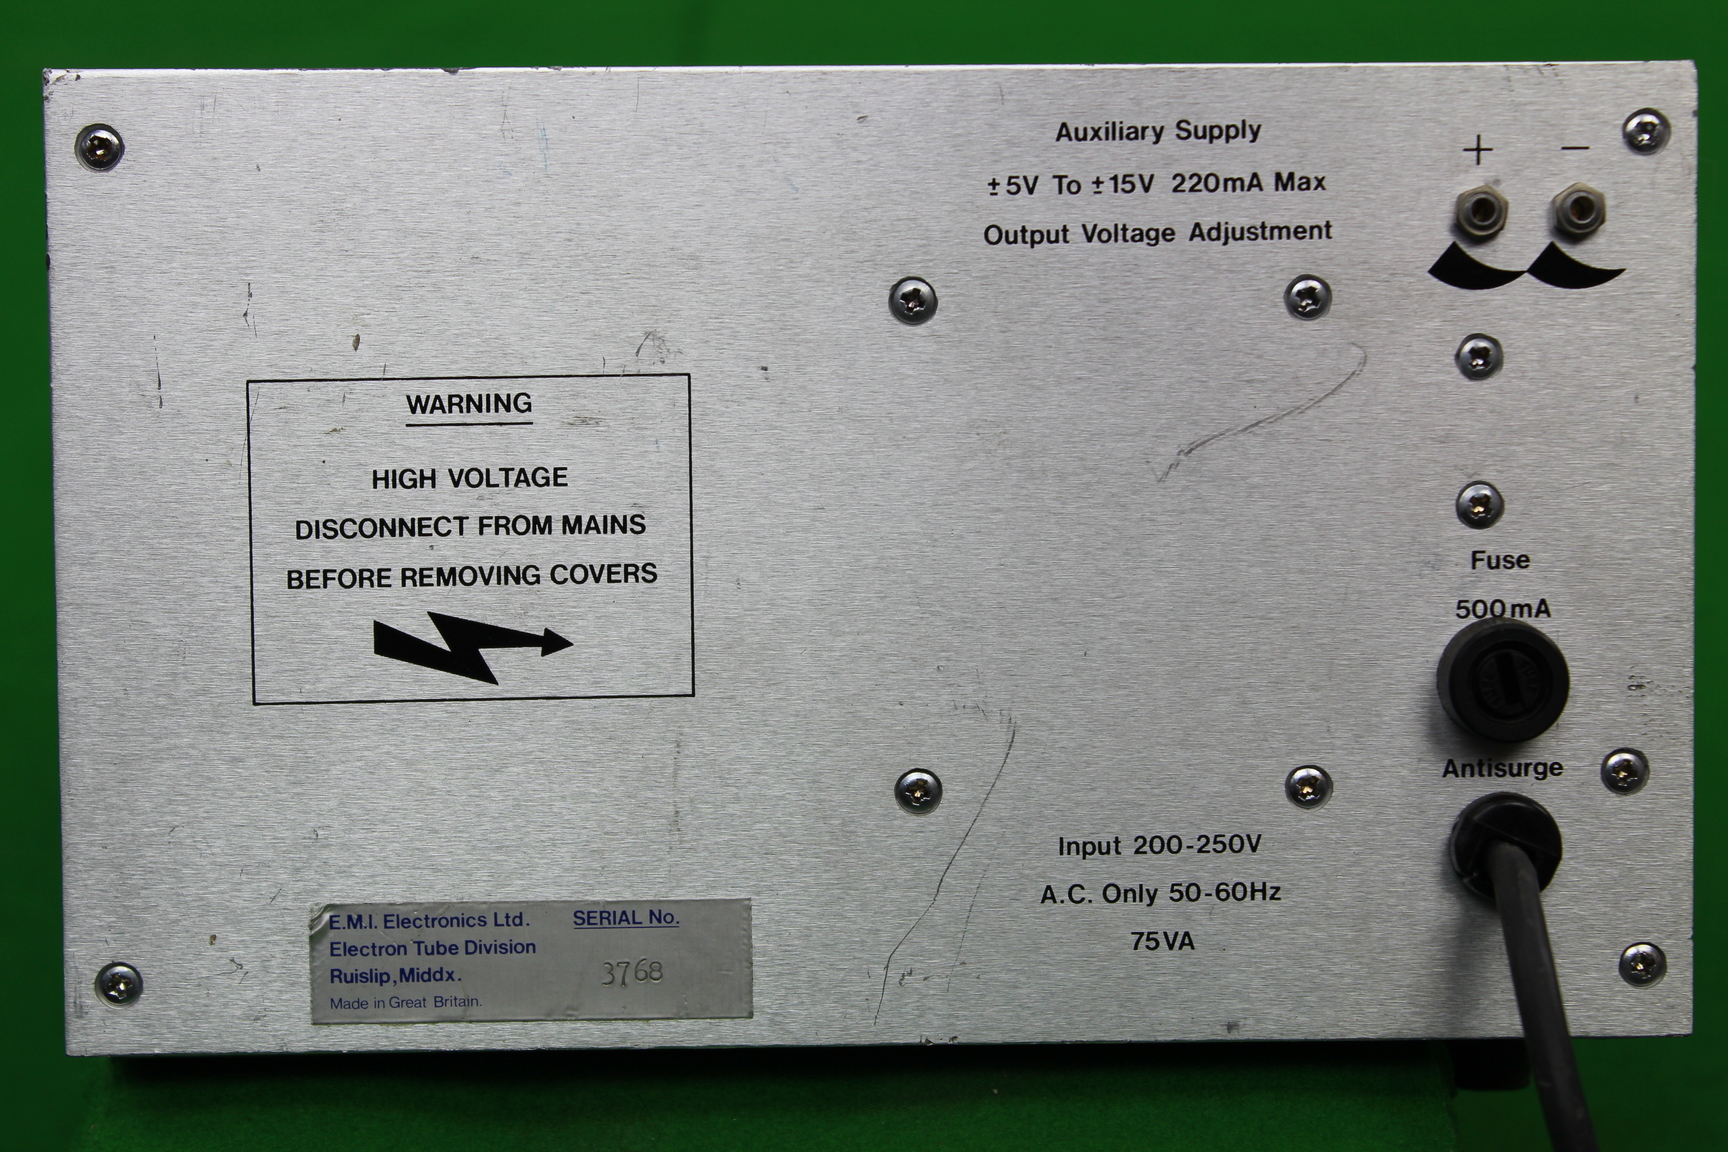 Auxiliary Supply
±5V To ±15V 220mA Max
Output Voltage Adjustment
+ −
WARNING
HIGH VOLTAGE
DISCONNECT FROM MAINS
BEFORE REMOVING COVERS
Fuse
500mA
Antisurge
Input 200-250V
A.C. Only 50-60Hz
75VA
E.M.I. Electronics Ltd. SERIAL No.
Electron Tube Division
Ruislip, Middx. 3768
Made in Great Britain.